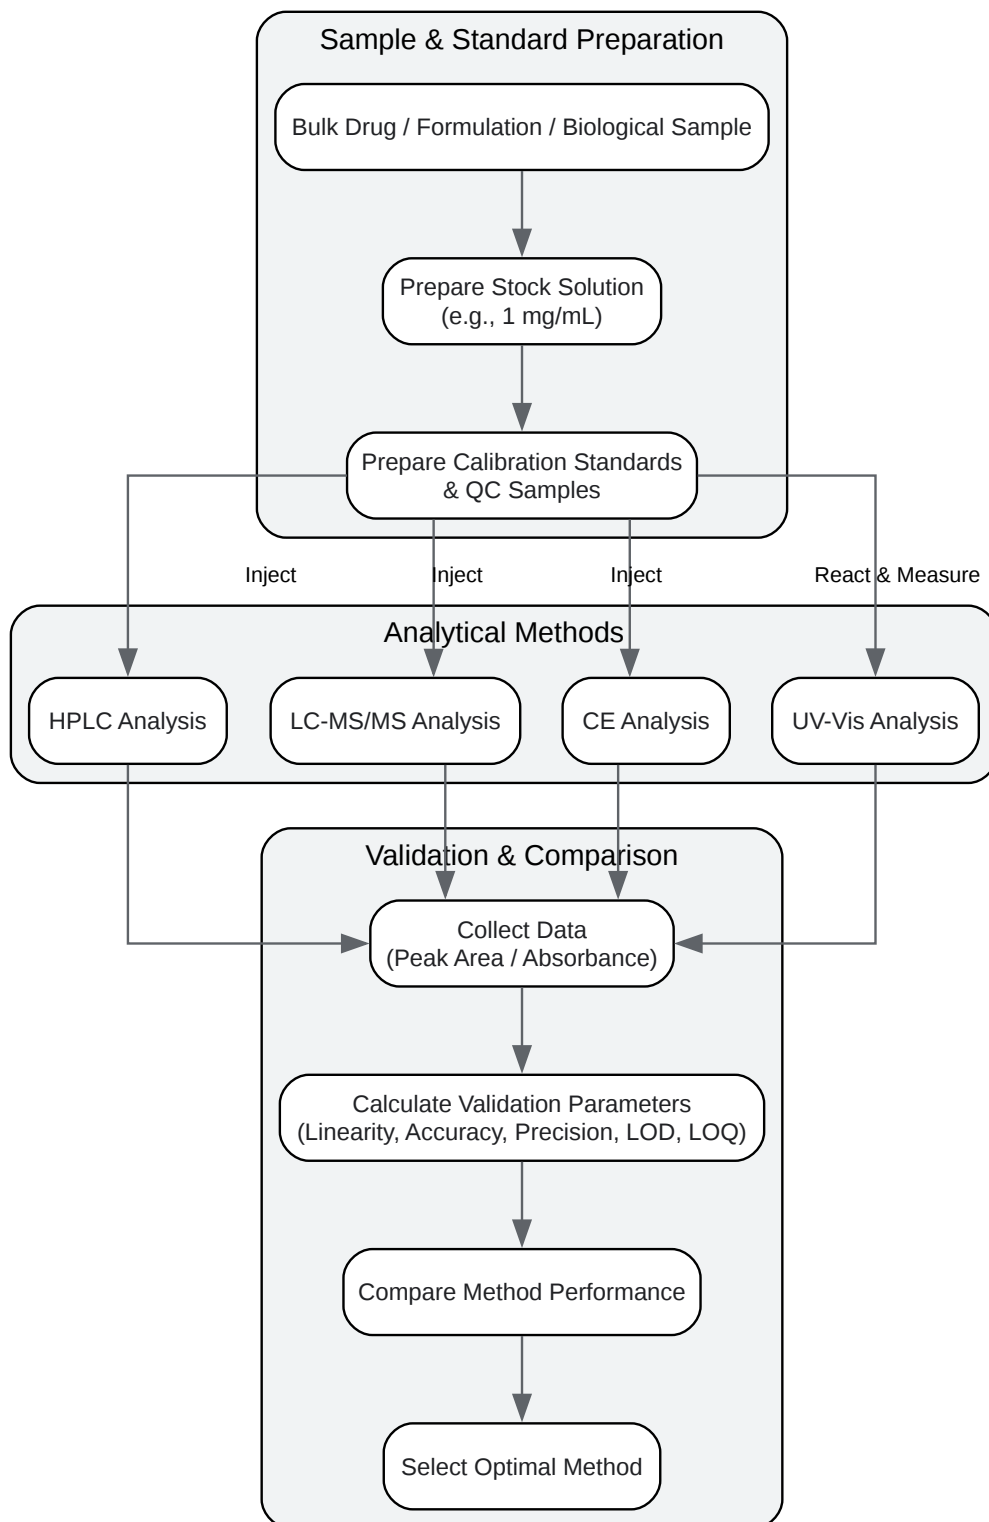 Sample & Standard Preparation
Bulk Drug / Formulation / Biological Sample
Prepare Stock Solution
(e.g., 1 mg/mL)
Prepare Calibration Standards
& QC Samples
Inject
Inject
Inject
React & Measure
Analytical Methods
HPLC Analysis
LC-MS/MS Analysis
CE Analysis
UV-Vis Analysis
Validation & Comparison
Collect Data
(Peak Area / Absorbance)
Calculate Validation Parameters
(Linearity, Accuracy, Precision, LOD, LOQ)
Compare Method Performance
Select Optimal Method